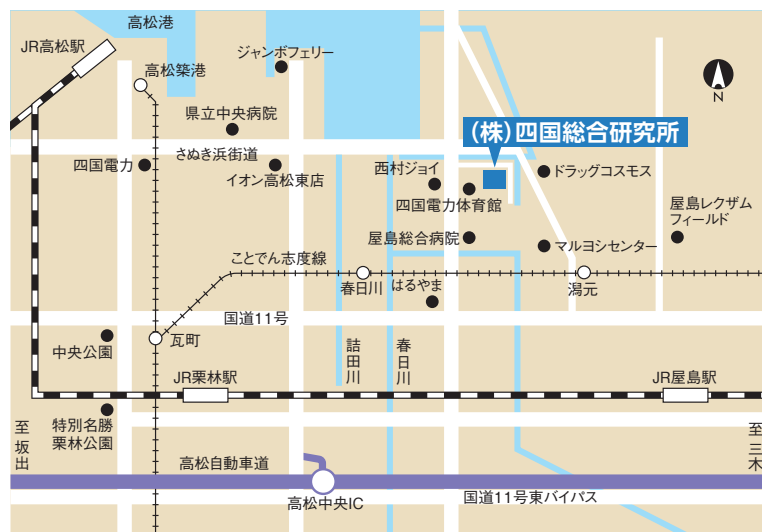 高松港
JR高松駅
ジャンボフェリー
高松築港
N
県立中央病院
(株)四国総合研究所
さぬき浜街道
四国電力
イオン高松東店
西村ジョイ
ドラッグコスモス
四国電力体育館
屋島レクザム
フィールド
屋島総合病院
マルヨシセンター
ことでん志度線
春日川
はるやま
潟元
国道11号
瓦町
中央公園
詰田川
春日川
JR栗林駅
JR屋島駅
特別名勝
栗林公園
至坂出
至三木
高松自動車道
高松中央IC
国道11号東バイパス